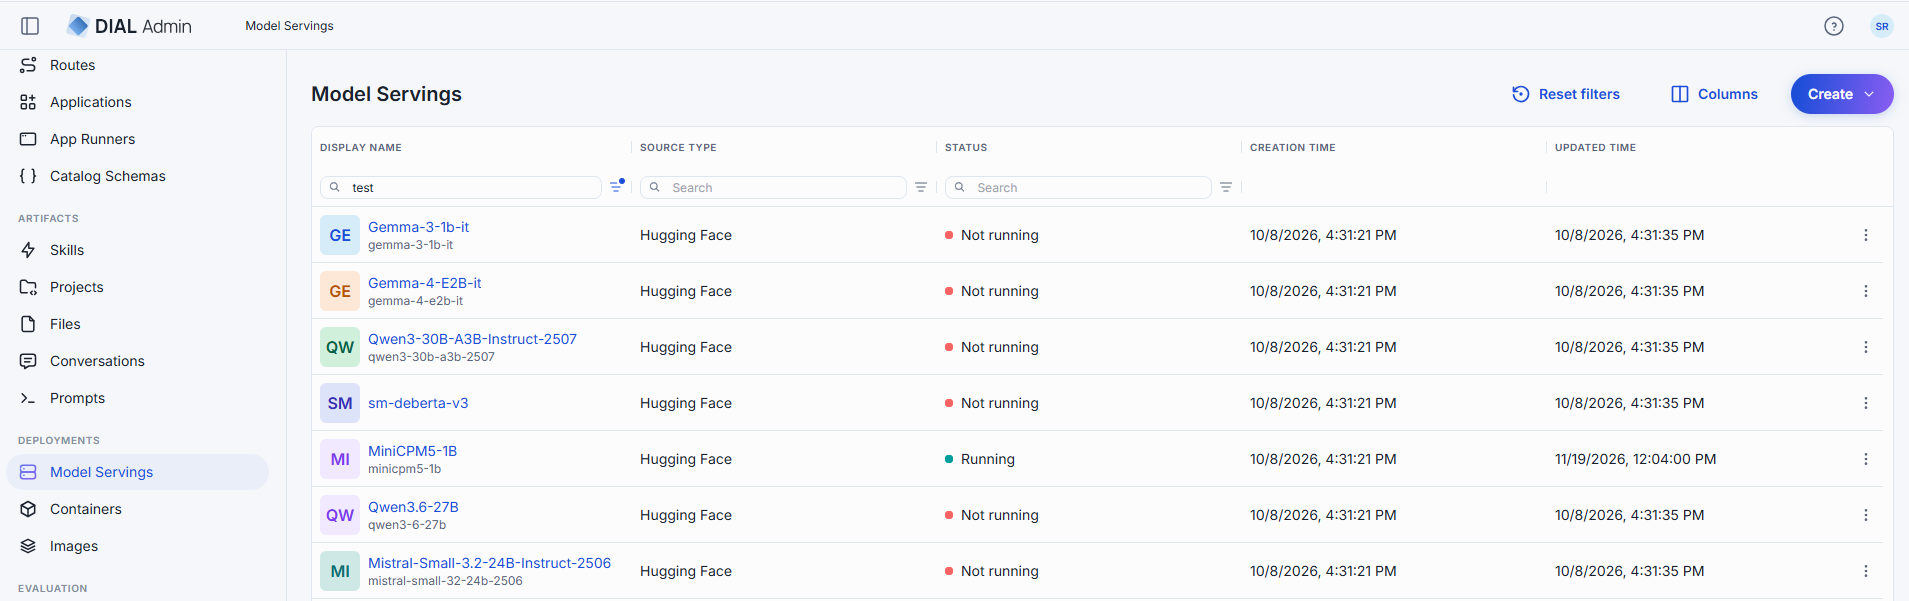 DIAL Admin
Model Servings
?
SR
Routes
Applications
App Runners
Catalog Schemas
ARTIFACTS
Skills
Projects
Files
Conversations
Prompts
DEPLOYMENTS
Model Servings
Containers
Images
EVALUATION
Model Servings
Reset filters
Columns
Create
DISPLAY NAME SOURCE TYPE STATUS CREATION TIME UPDATED TIME
test Search Search
GE Gemma-3-1b-it Hugging Face Not running 10/8/2026, 4:31:21 PM 10/8/2026, 4:31:35 PM
gemma-3-1b-it
GE Gemma-4-E2B-it Hugging Face Not running 10/8/2026, 4:31:21 PM 10/8/2026, 4:31:35 PM
gemma-4-e2b-it
QW Qwen3-30B-A3B-Instruct-2507 Hugging Face Not running 10/8/2026, 4:31:21 PM 10/8/2026, 4:31:35 PM
qwen3-30b-a3b-2507
SM sm-deberta-v3 Hugging Face Not running 10/8/2026, 4:31:21 PM 10/8/2026, 4:31:35 PM
MI MiniCPM5-1B Hugging Face Running 10/8/2026, 4:31:21 PM 11/19/2026, 12:04:00 PM
minicpm5-1b
QW Qwen3.6-27B Hugging Face Not running 10/8/2026, 4:31:21 PM 10/8/2026, 4:31:35 PM
qwen3-6-27b
MI Mistral-Small-3.2-24B-Instruct-2506 Hugging Face Not running 10/8/2026, 4:31:21 PM 10/8/2026, 4:31:35 PM
mistral-small-32-24b-2506